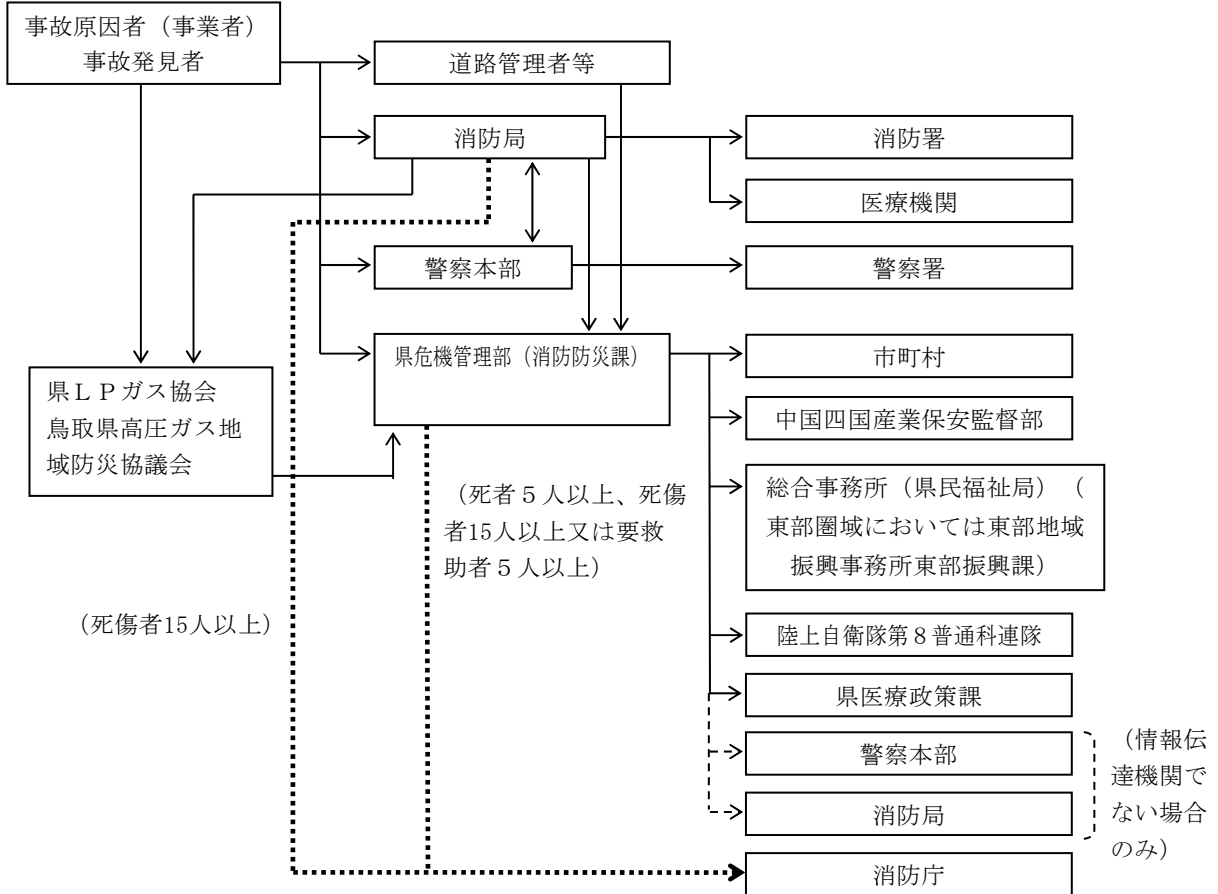 事故原因者（事業者）
事故発見者
道路管理者等
消防局
消防署
医療機関
警察本部
警察署
県危機管理部（消防防災課）
市町村
県ＬＰガス協会
鳥取県高圧ガス地
域防災協議会
中国四国産業保安監督部
（死者５人以上、死傷
者15人以上又は要救
助者５人以上）
総合事務所（県民福祉局）（
東部圏域においては東部地域
振興事務所東部振興課）
（死傷者15人以上）
陸上自衛隊第８普通科連隊
県医療政策課
警察本部
消防局
（情報伝
達機関で
ない場合
のみ）
消防庁